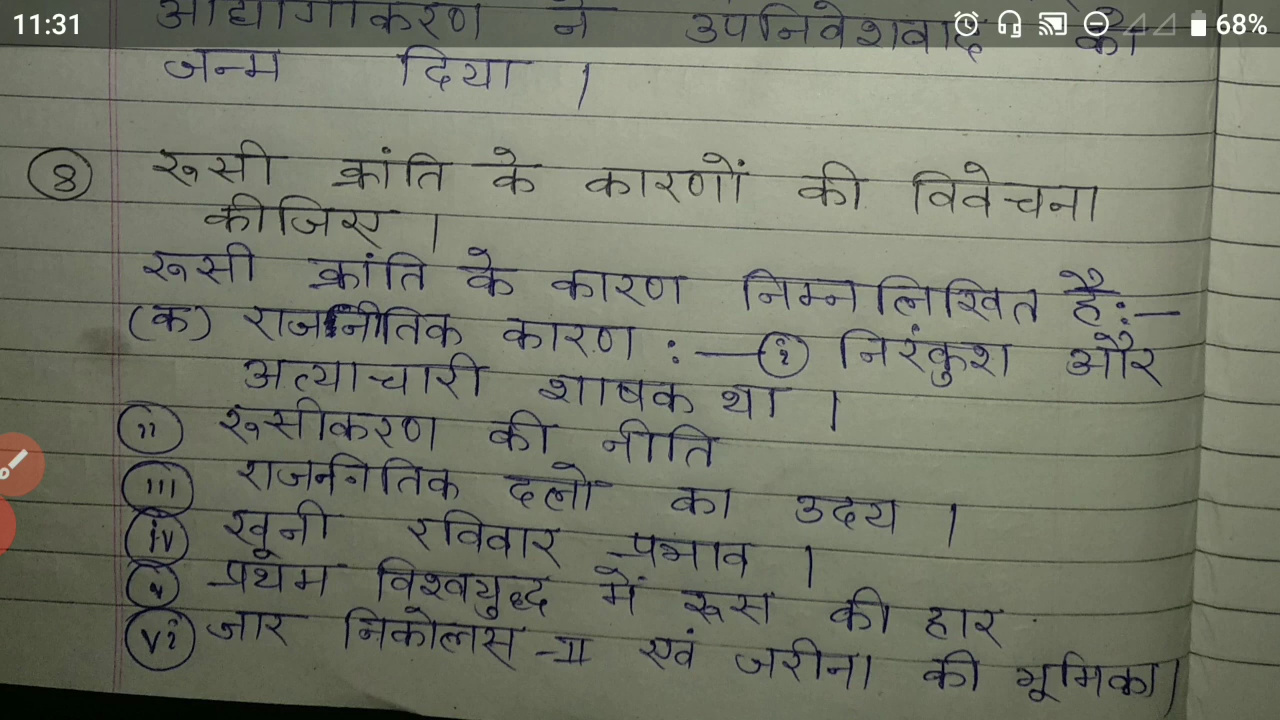 11:31
68%
औद्योगीकरण ने उपनिवेशवाद को
जन्म दिया ।
8 रूसी क्रांति के कारणों की विवेचना
कीजिए ।
रूसी क्रांति के कारण निम्नलिखित है:—
(क) राजनीतिक कारण :— i निरंकुश और
अत्याचारी शाषक था ।
ii रूसीकरण की नीति
iii राजनीतिक दलों का उदय ।
iv खूनी रविवार प्रभाव ।
v प्रथम विश्वयुद्ध में रूस की हार
vi जार निकोलस -II एवं जरीना की भूमिका।